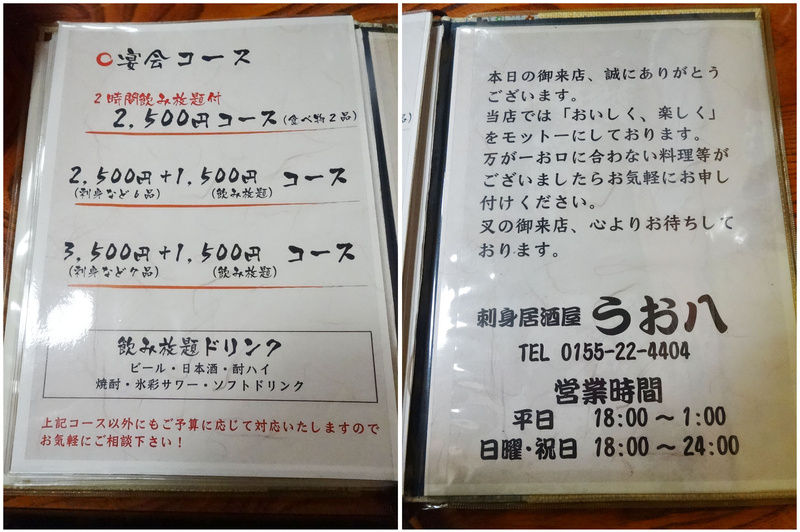 ○宴会コース
2時間飲み放題付
2,500円コース(食べ物2品)
2,500円+1,500円 コース
(刺身など6品) (飲み放題)
3,500円+1,500円 コース
(刺身など7品) (飲み放題)
飲み放題ドリンク
ビール・日本酒・酎ハイ
焼酎・氷彩サワー・ソフトドリンク
上記コース以外にもご予算に応じて対応いたしますので
お気軽にご相談下さい！
本日の御来店、誠にありがとう
ございます。
当店では「おいしく、楽しく」
をモットーにしております。
万が一お口に合わない料理等が
ございましたらお気軽にお申し
付けください。
又の御来店、心よりお待ちして
おります。
刺身居酒屋 うお八
TEL 0155-22-4404
営業時間
平日 18:00～1:00
日曜・祝日 18:00～24:00